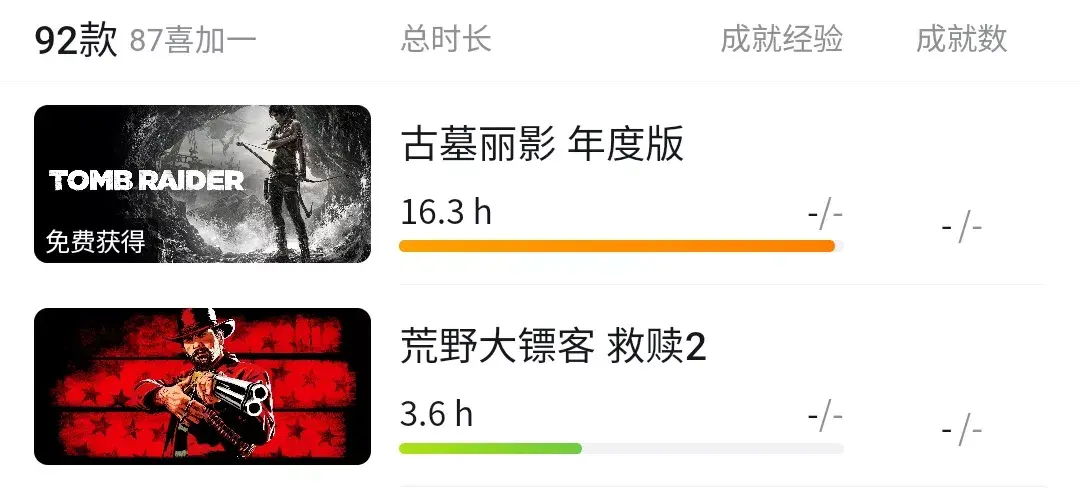 92款 87喜加一 总时长 成就经验 成就数
TOMB RAIDER
免费获得
古墓丽影 年度版
16.3 h -/- -/-
荒野大镖客 救赎2
3.6 h -/- -/-